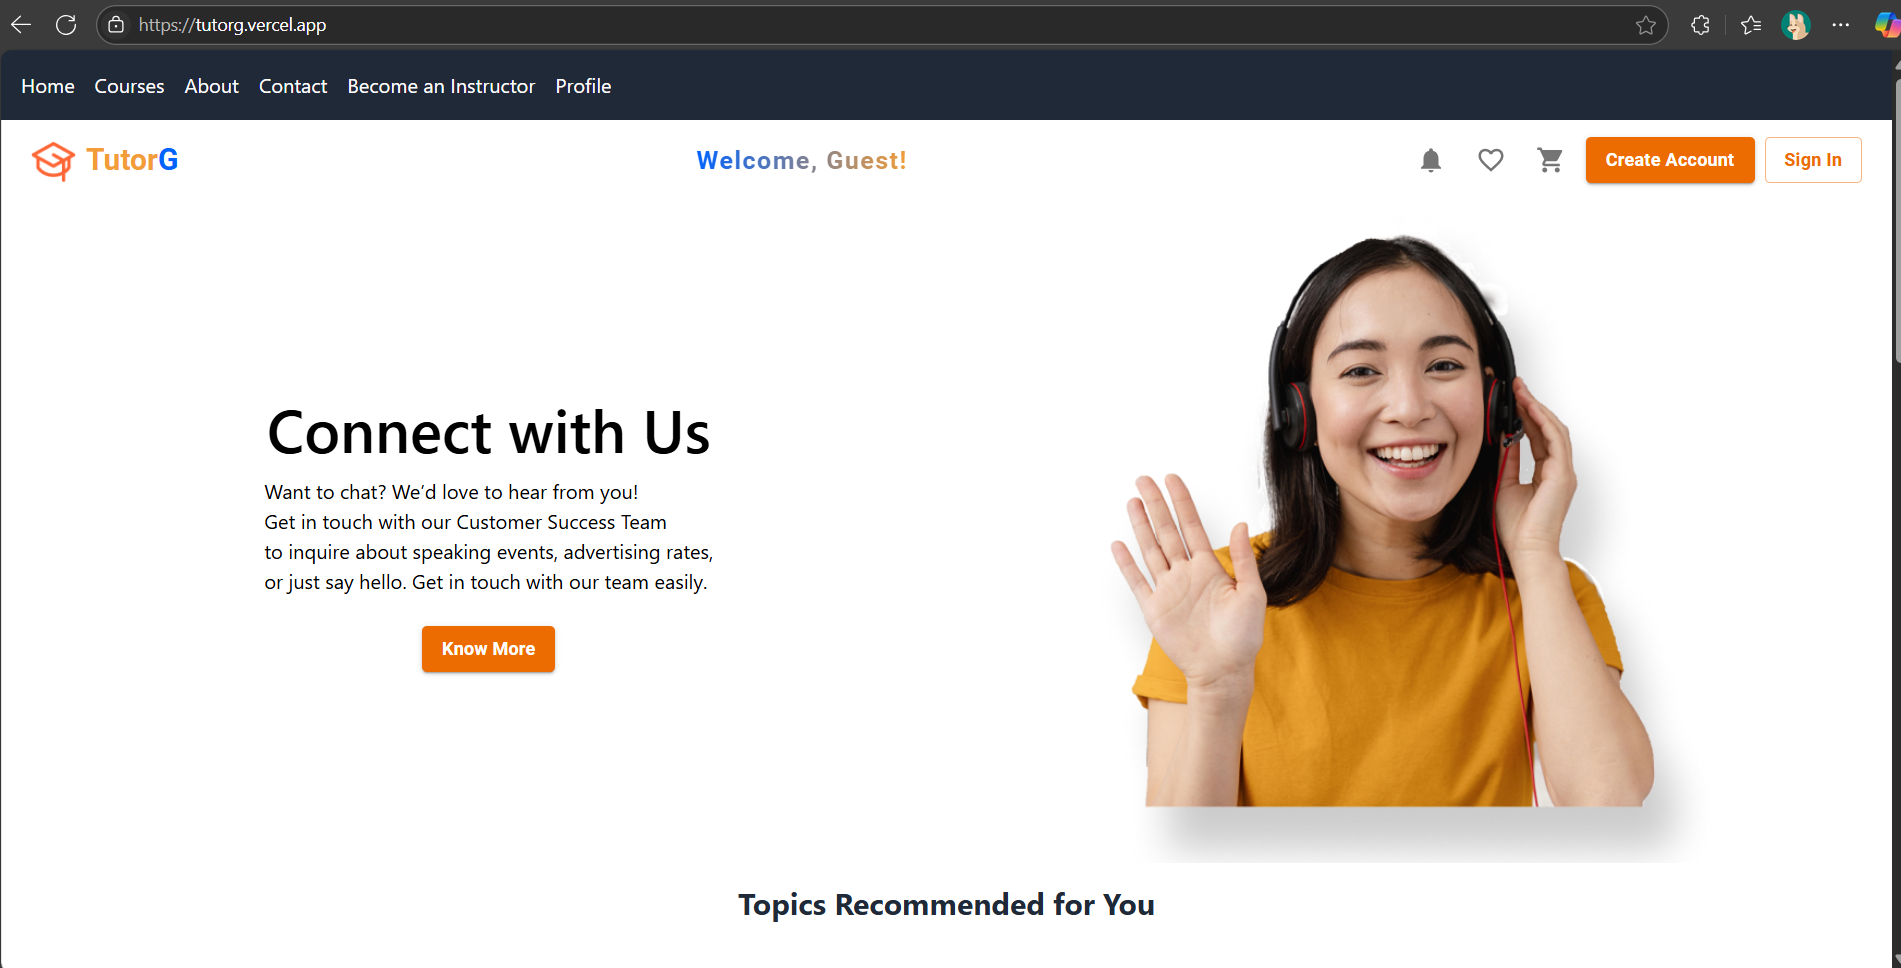 https://tutorg.vercel.app
Home Courses About Contact Become an Instructor Profile
TutorG Welcome, Guest! Create Account Sign In
Connect with Us
Want to chat? We’d love to hear from you!
Get in touch with our Customer Success Team
to inquire about speaking events, advertising rates,
or just say hello. Get in touch with our team easily.
Know More
Topics Recommended for You